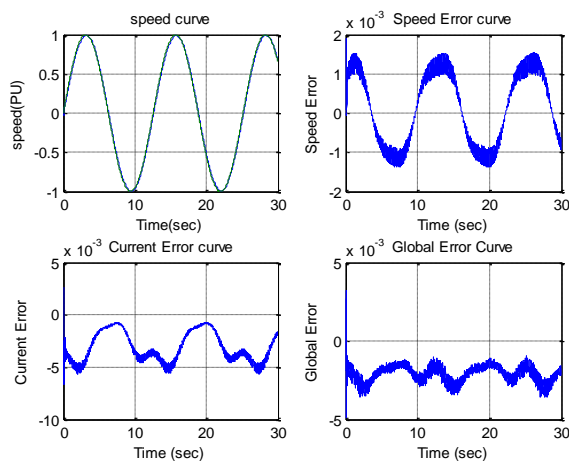 speed curve
1
0.5
0
-0.5
-1
speed(PU)
0 10 20 30
Time(sec)
x 10 -3
Speed Error curve
2
1
0
-1
-2
Speed Error
0 10 20 30
Time(sec)
x 10 -3
Current Error curve
5
0
-5
-10
Current Error
0 10 20 30
Time (sec)
x 10 -3
Global Error Curve
5
0
-5
Global Error
0 10 20 30
Time (sec)